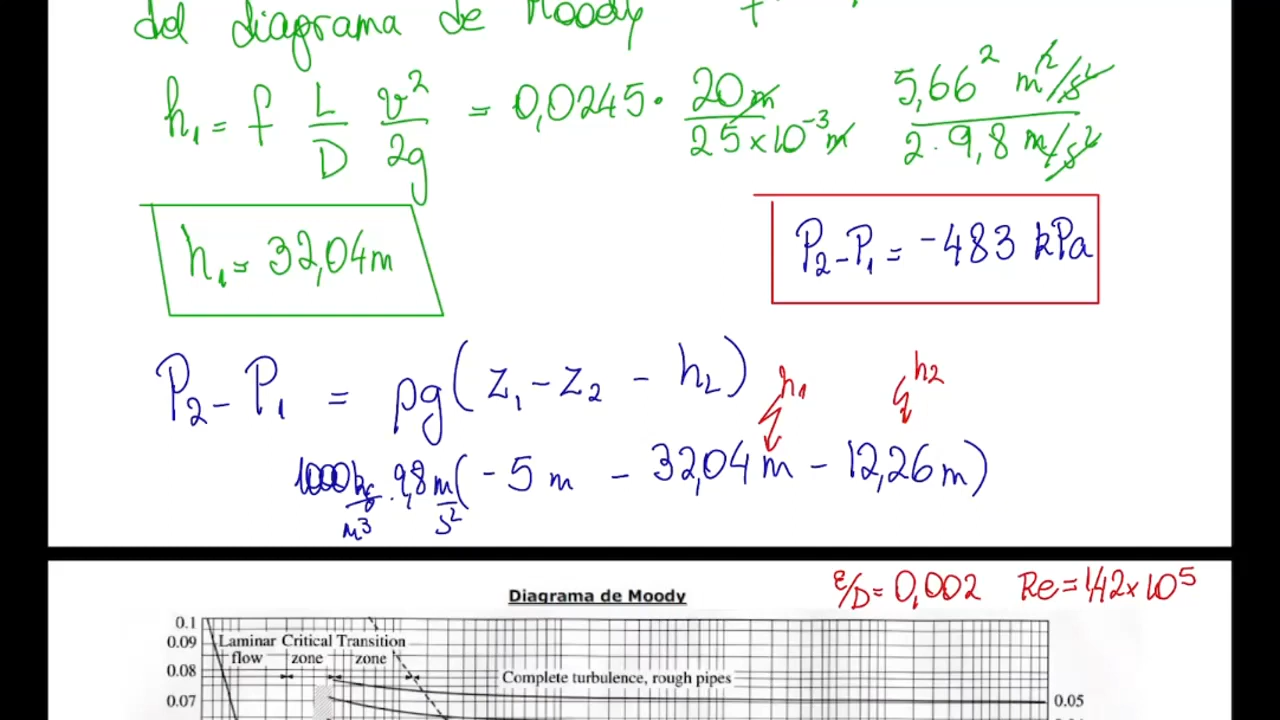 del diagrama de Moody
h₁ = f L/D v²/2g = 0,0245 · 20 m/25 × 10⁻³ m 5,66² m²/s²/2 · 9,8 m/s²
h₁ = 32,04 m
P₂ - P₁ = -483 kPa
P₂ - P₁ = ρg(z₁ - z₂ - h_L)
h₁
h₂
1000 kg/m³ · 9,8 m/s² (-5 m - 32,04 m - 12,26 m)
ε/D = 0,002 Re = 1,42 × 10⁵
Diagrama de Moody
0.1
0.09
0.08
0.07
Laminar flow
Critical zone
Transition zone
Complete turbulence, rough pipes
0.05